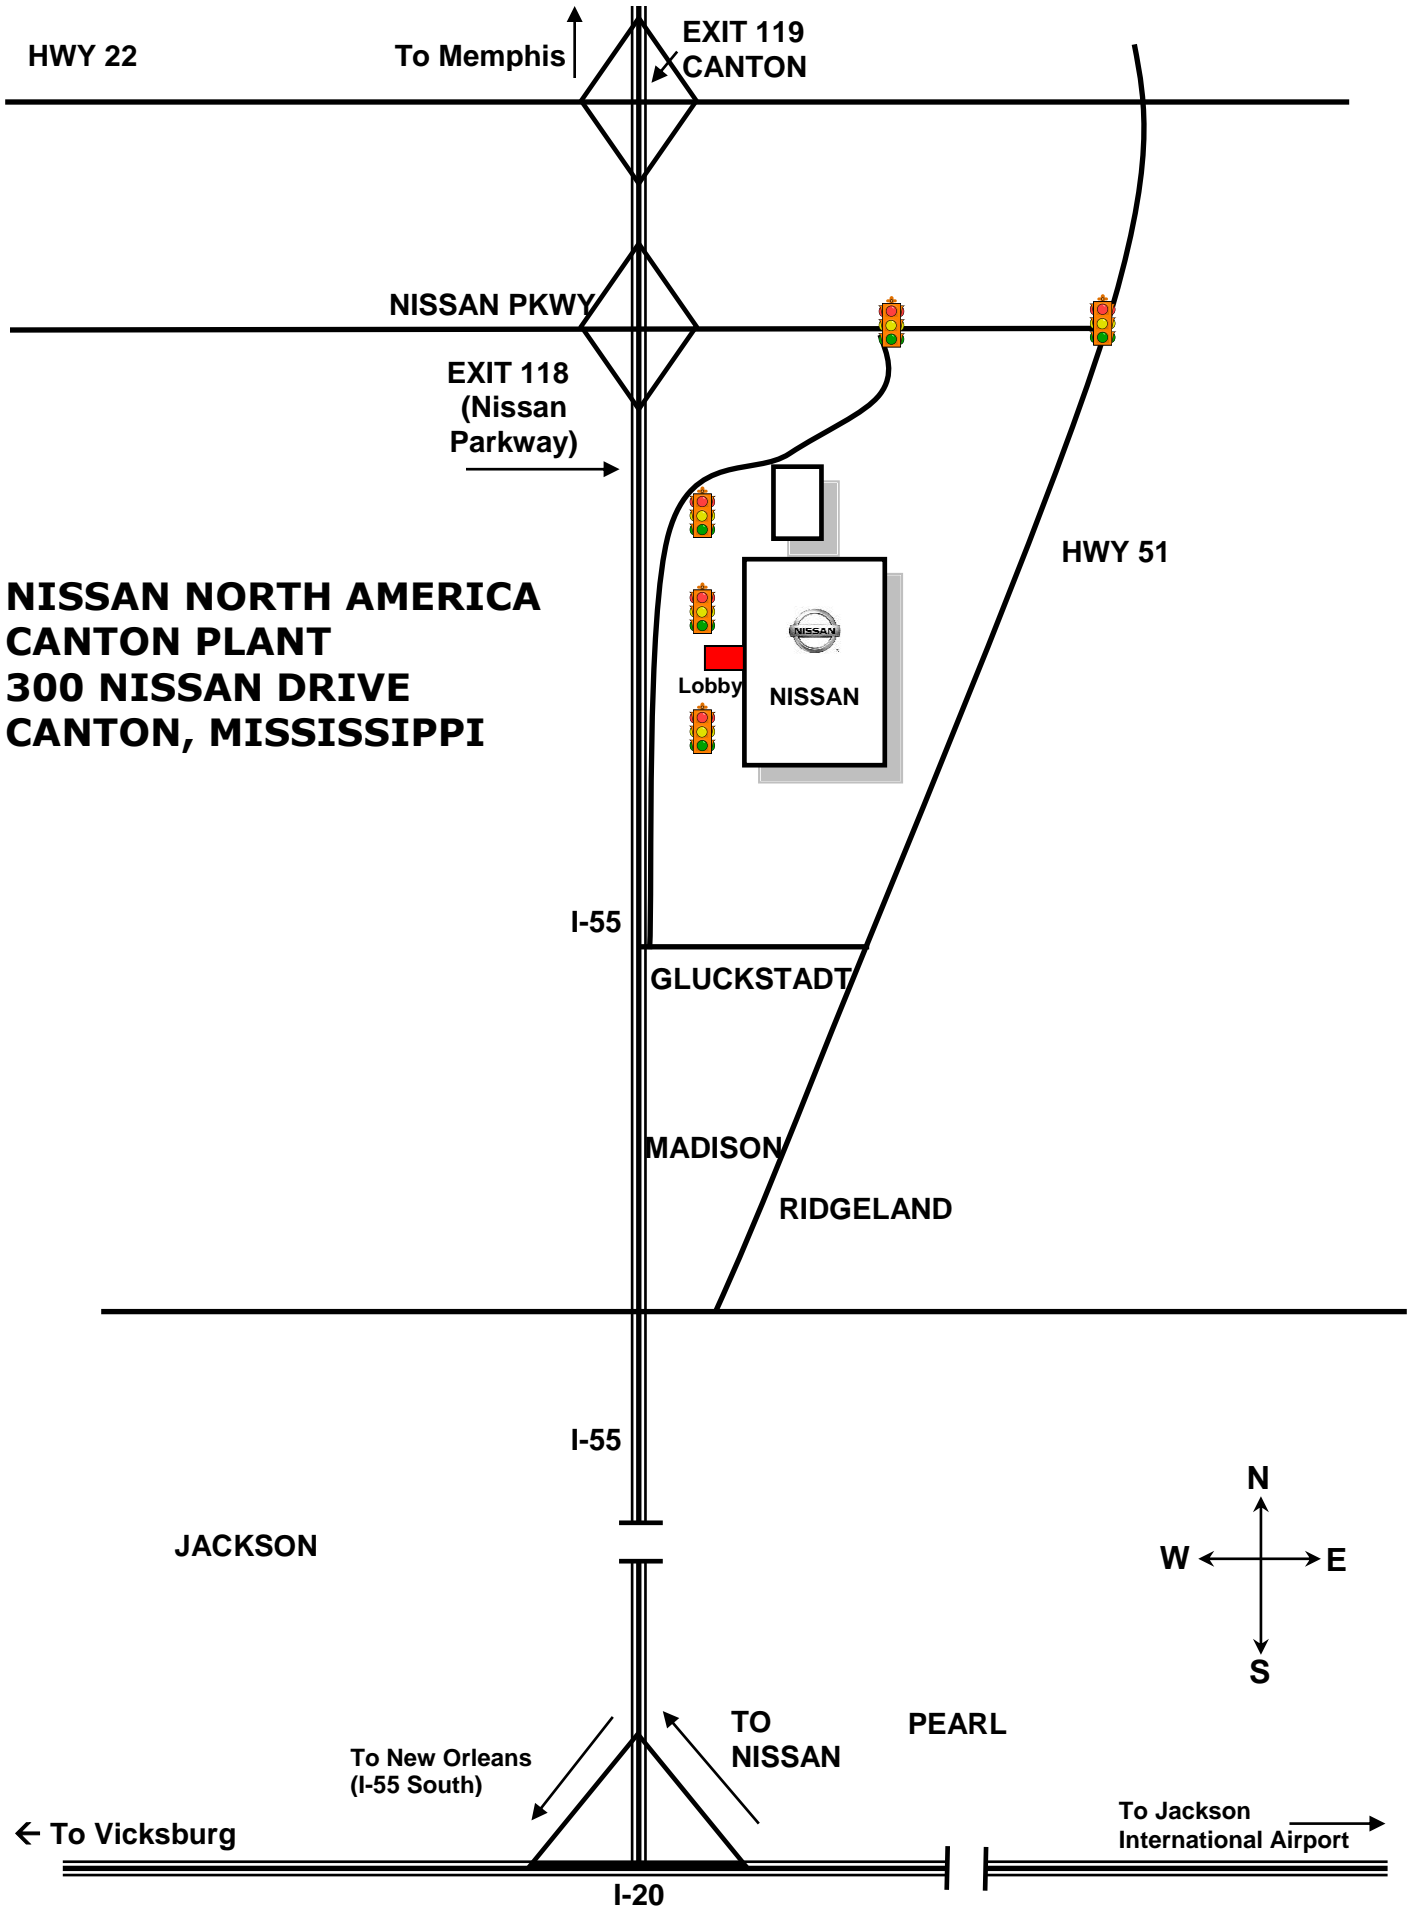 HWY 22
To Memphis
EXIT 119
CANTON
NISSAN PKWY
EXIT 118
(Nissan
Parkway)
HWY 51
NISSAN NORTH AMERICA
CANTON PLANT
300 NISSAN DRIVE
CANTON, MISSISSIPPI
NISSAN
Lobby
NISSAN
I-55
GLUCKSTADT
MADISON
RIDGELAND
I-55
JACKSON
N
W
E
S
TO
NISSAN
PEARL
To New Orleans
(I-55 South)
← To Vicksburg
To Jackson
International Airport
I-20